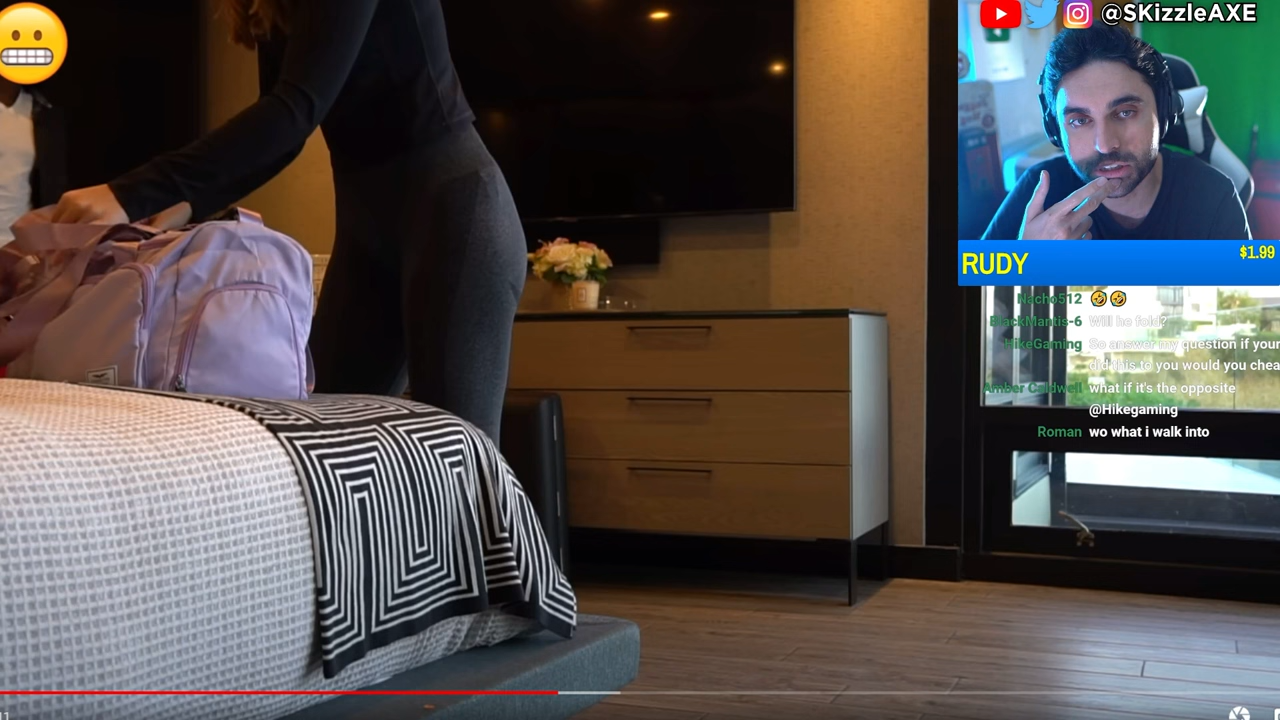 @SKizzleAXE
RUDY
$1.99
Nacho512
BlackMantis-6 Will he fold?
HikeGaming So answer my question if your
did this to you would you chea
Amber Caldwell what if it's the opposite
@Hikegaming
Roman wo what i walk into